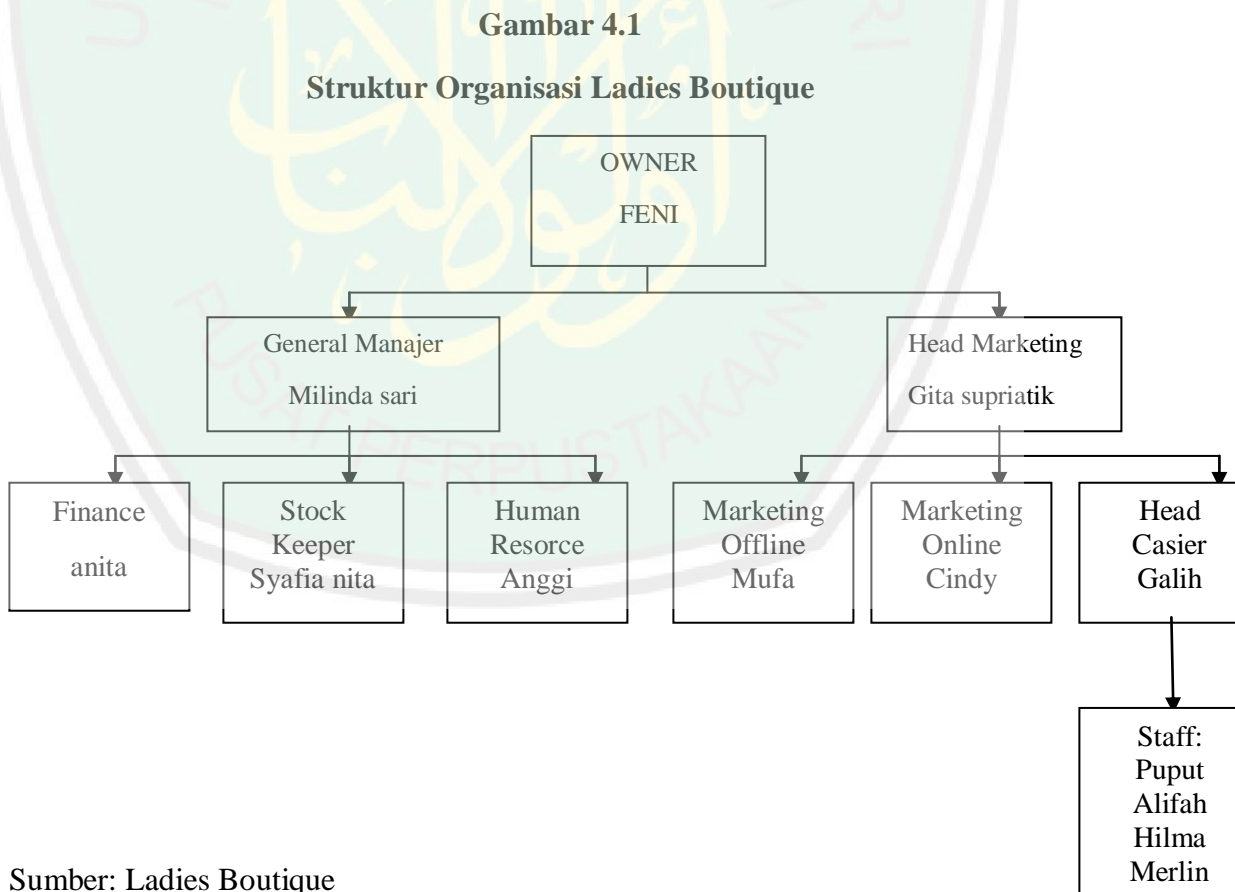 Gambar 4.1
Struktur Organisasi Ladies Boutique
OWNER
FENI
General Manajer
Milinda sari
Head Marketing
Gita supriatik
Finance
anita
Stock
Keeper
Syafia nita
Human
Resorce
Anggi
Marketing
Offline
Mufa
Marketing
Online
Cindy
Head
Casier
Galih
Staff:
Puput
Alifah
Hilma
Merlin
Sumber: Ladies Boutique
PUSAT PERPUSTAKAAN